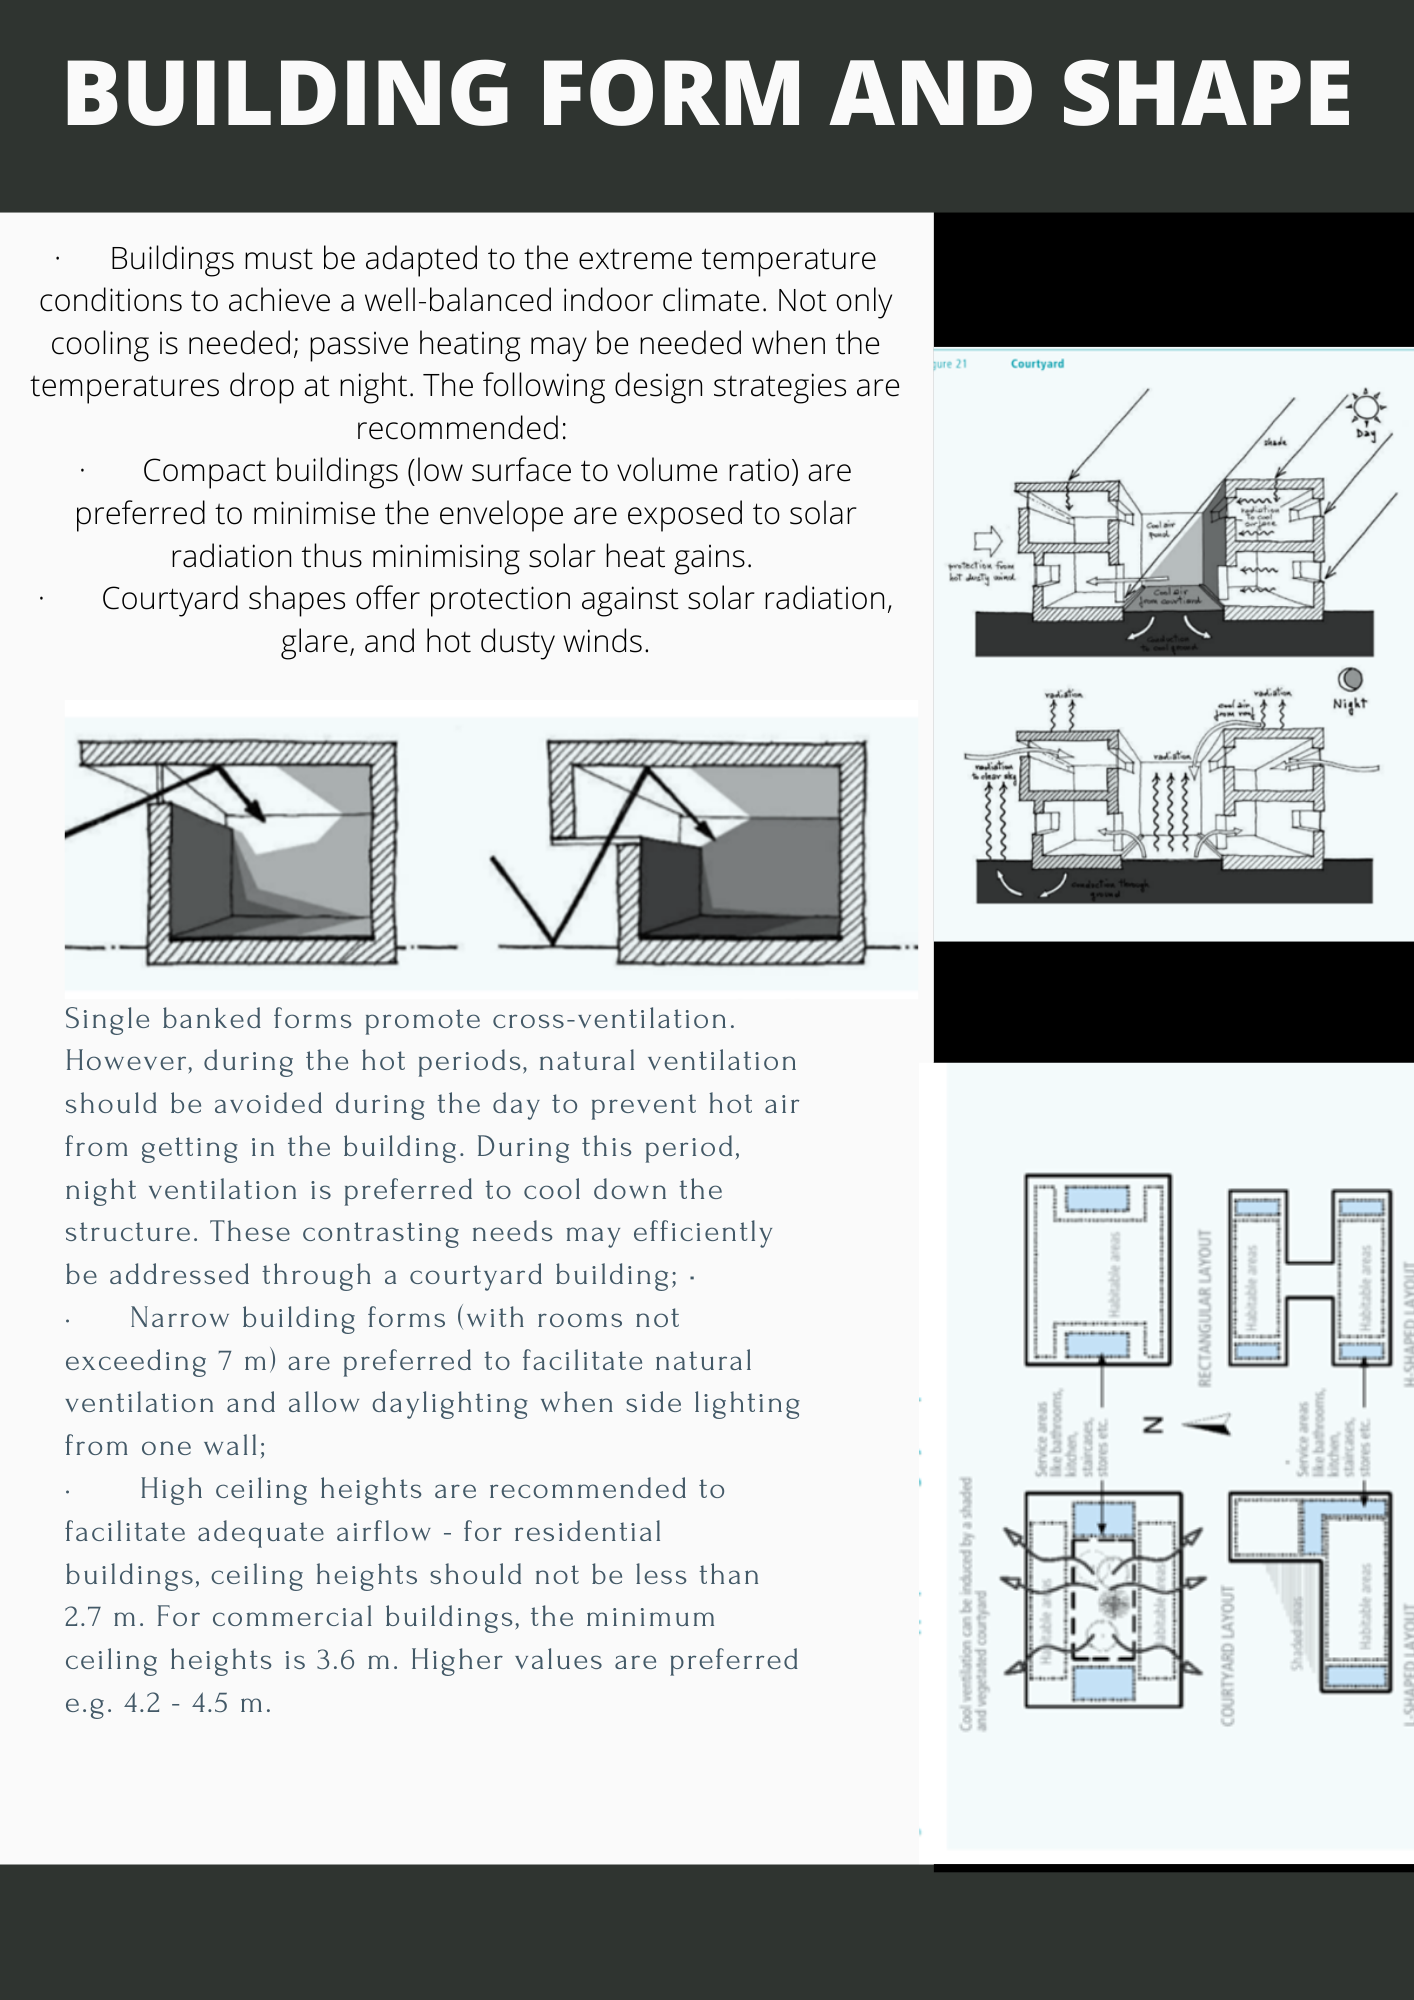 BUILDING FORM AND SHAPE
· Buildings must be adapted to the extreme temperature
conditions to achieve a well-balanced indoor climate. Not only
cooling is needed; passive heating may be needed when the
temperatures drop at night. The following design strategies are
recommended:
· Compact buildings (low surface to volume ratio) are
preferred to minimise the envelope are exposed to solar
radiation thus minimising solar heat gains.
· Courtyard shapes offer protection against solar radiation,
glare, and hot dusty winds.
Single banked forms promote cross-ventilation.
However, during the hot periods, natural ventilation
should be avoided during the day to prevent hot air
from getting in the building. During this period,
night ventilation is preferred to cool down the
structure. These contrasting needs may efficiently
be addressed through a courtyard building; ·
· Narrow building forms (with rooms not
exceeding 7 m) are preferred to facilitate natural
ventilation and allow daylighting when side lighting
from one wall;
· High ceiling heights are recommended to
facilitate adequate airflow - for residential
buildings, ceiling heights should not be less than
2.7 m. For commercial buildings, the minimum
ceiling heights is 3.6 m. Higher values are preferred
e.g. 4.2 - 4.5 m.
gure 21 Courtyard
Day
shade
radiation
to cool
surface
Cool air
pond
protection from
hot dusty wind
Cool air
from courtyard
conduction
to cool ground
Night
radiation
radiation
cool air
from roof
radiation
radiation
to clear sky
conduction through
ground
Habitable areas
RECTANGULAR LAYOUT
Habitable areas
Habitable areas
H-SHAPED LAYOUT
Service areas
like bathrooms,
kitchen,
staircases,
stores etc.
N
Service areas
like bathrooms,
kitchen,
staircases,
stores etc.
Cool ventilation can be induced by a shaded
and vegetated courtyard
Habitable areas
Habitable areas
COURTYARD LAYOUT
Shaded areas
Habitable areas
L-SHAPED LAYOUT